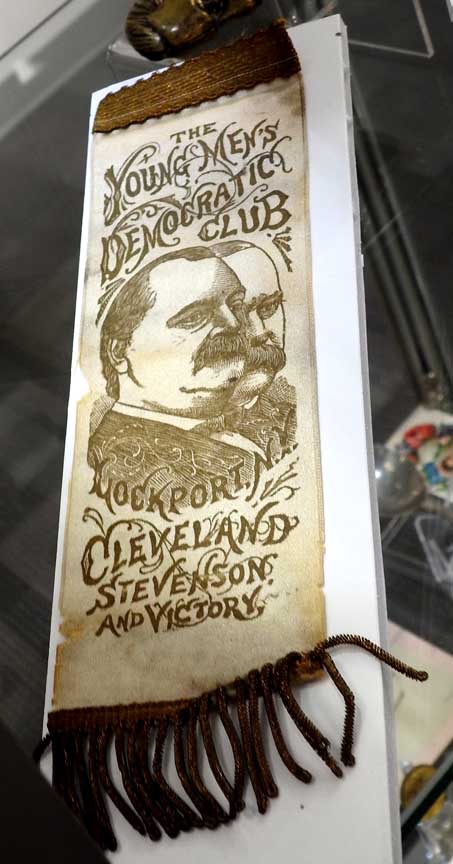 THE
YOUNG MEN'S
DEMOCRATIC
CLUB
LOCKPORT, N.Y.
CLEVELAND
STEVENSON
AND VICTORY.